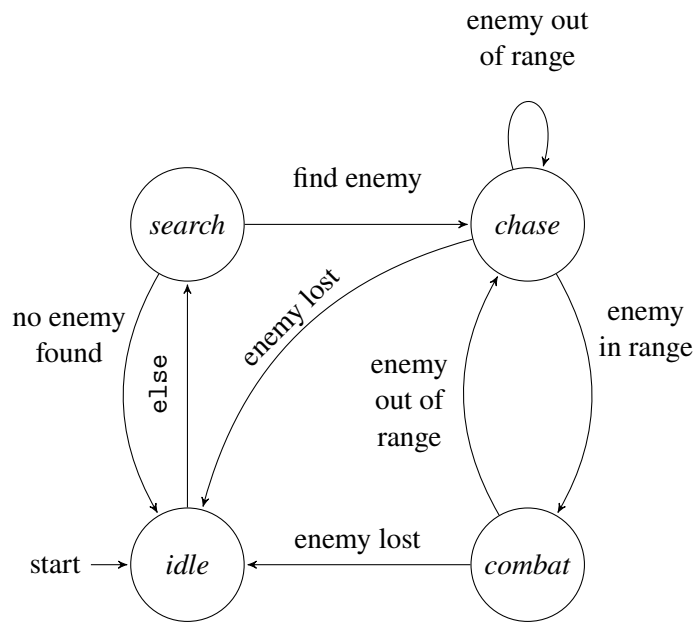 enemy out
of range
find enemy
search
chase
no enemy
found
else
enemy lost
enemy
out of
range
enemy
in range
start
idle
enemy lost
combat